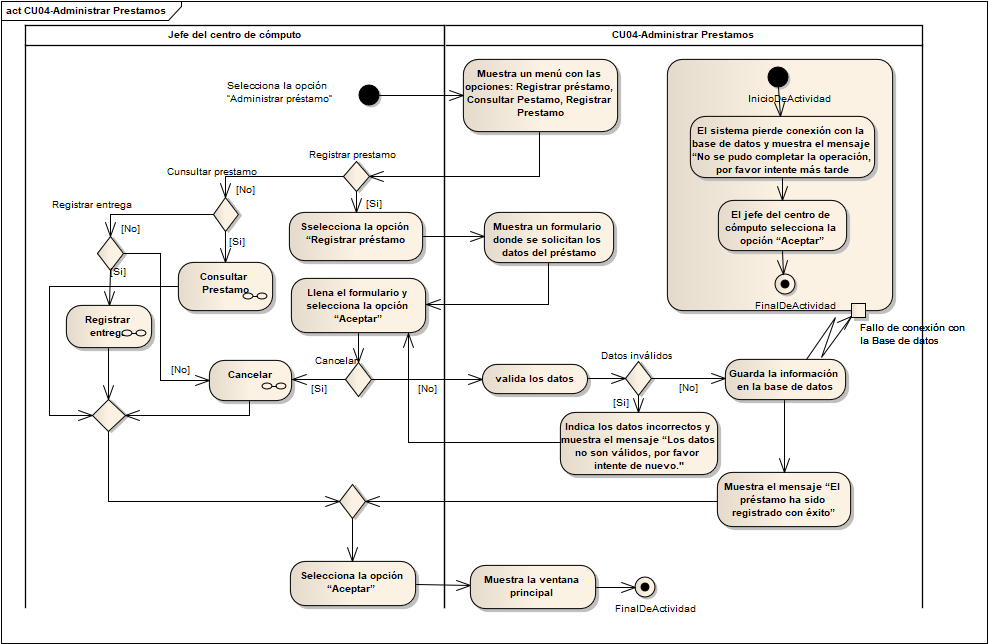 act CU04-Administrar Prestamos
Jefe del centro de cómputo
CU04-Administrar Prestamos
Selecciona la opción
"Administrar préstamo"
Muestra un menú con las
opciones: Registrar préstamo,
Consultar Pestamo, Registrar
Prestamo
InicioDeActividad
El sistema pierde conexión con la
base de datos y muestra el mensaje
“No se pudo completar la operación,
por favor intente más tarde
El jefe del centro de
cómputo selecciona la
opción “Aceptar”
FinalDeActividad
Fallo de conexión con
la Base de datos
Registrar prestamo
[No]
[Si]
Cunsultar prestamo
[No]
[Si]
Registrar entrega
[No]
[Si]
Sselecciona la opción
“Registrar préstamo
Muestra un formulario
donde se solicitan los
datos del préstamo
Consultar
Prestamo
Registrar
entrega
Llena el formulario y
selecciona la opción
“Aceptar”
Cancelar
[Si]
[No]
[No]
Cancelar
valida los datos
Datos inválidos
[No]
[Si]
Guarda la información
en la base de datos
Indica los datos incorrectos y
muestra el mensaje “Los datos
no son válidos, por favor
intente de nuevo."
Muestra el mensaje “El
préstamo ha sido
registrado con éxito”
Selecciona la opción
“Aceptar”
Muestra la ventana
principal
FinalDeActividad